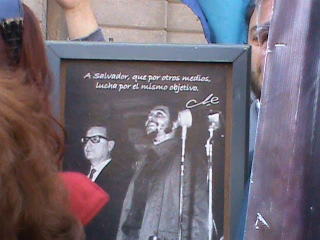 A Salvador, que por otros medios,
lucha por el mismo objetivo.
Che